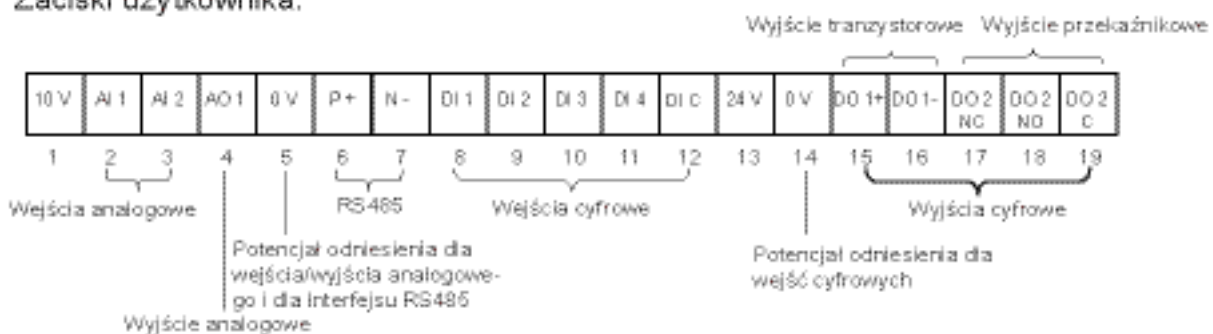 Zaciski użytkownika:
Wyjście tranzystorowe Wyjście przekaźnikowe
10 V AI 1 AI 2 AO 1 0 V P + N - DI 1 DI 2 DI 3 DI 4 DI C 24 V 0 V DO 1+ DO 1- DO 2 NC DO 2 NO DO 2 C
1 2 3 4 5 6 7 8 9 10 11 12 13 14 15 16 17 18 19
Wejścia analogowe
RS485
Wejścia cyfrowe
Wyjścia cyfrowe
Potencjał odniesienia dla
wejścia/wyjścia analogowe-
go i dla interfejsu RS485
Potencjał odniesienia dla
wejść cyfrowych
Wyjście analogowe